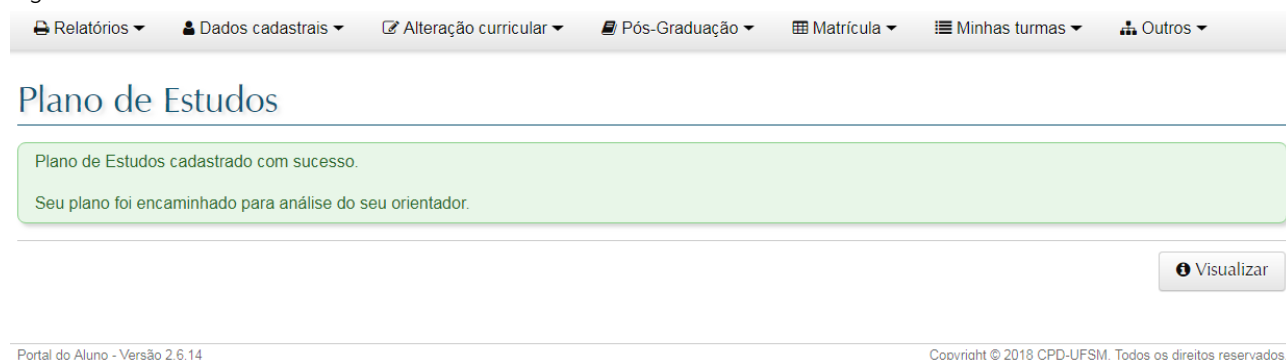 Relatórios Dados cadastrais Alteração curricular Pós-Graduação Matrícula Minhas turmas Outros
Plano de Estudos
Plano de Estudos cadastrado com sucesso.
Seu plano foi encaminhado para análise do seu orientador.
Visualizar
Portal do Aluno - Versão 2.6.14 Copyright © 2018 CPD-UFSM. Todos os direitos reservados.